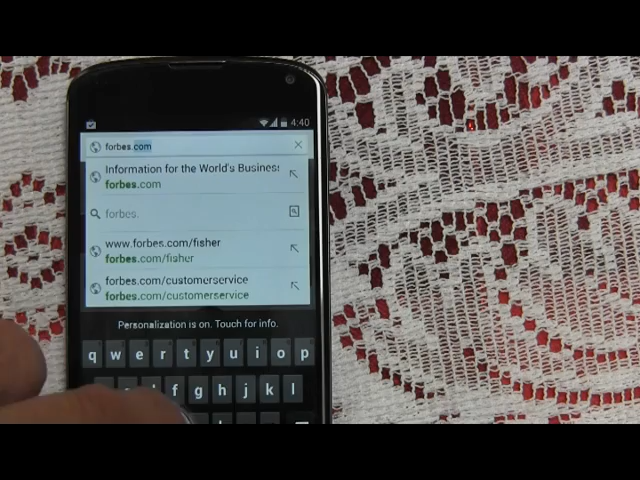 4:40
forbes.com
Information for the World's Busines
forbes.com
forbes.
www.forbes.com/fisher
forbes.com/fisher
forbes.com/customerservice
forbes.com/customerservice
Personalization is on. Touch for info.
q w e r t y u i o p
f g h j k l